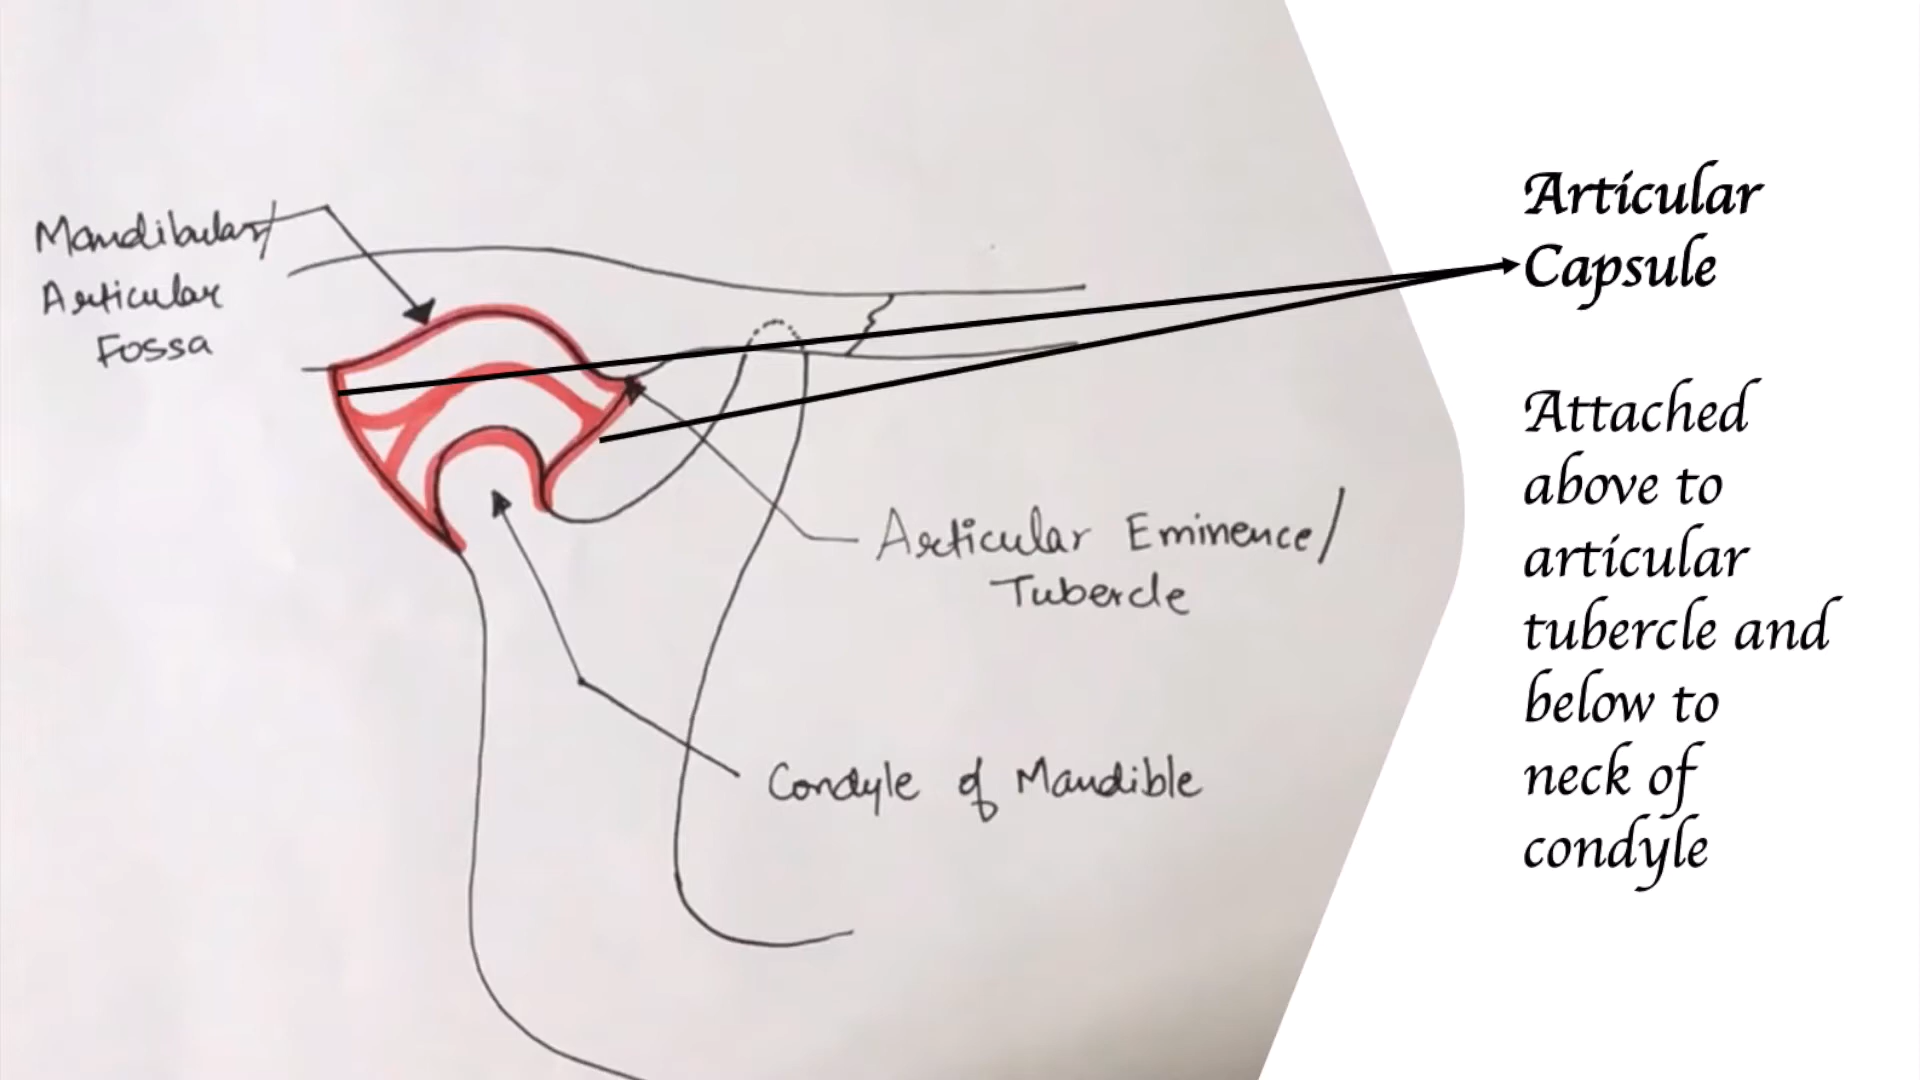 Mandibular/
Articular
Fossa
Articular Eminence/
Tubercle
Condyle of Mandible
Articular
Capsule
Attached
above to
articular
tubercle and
below to
neck of
condyle